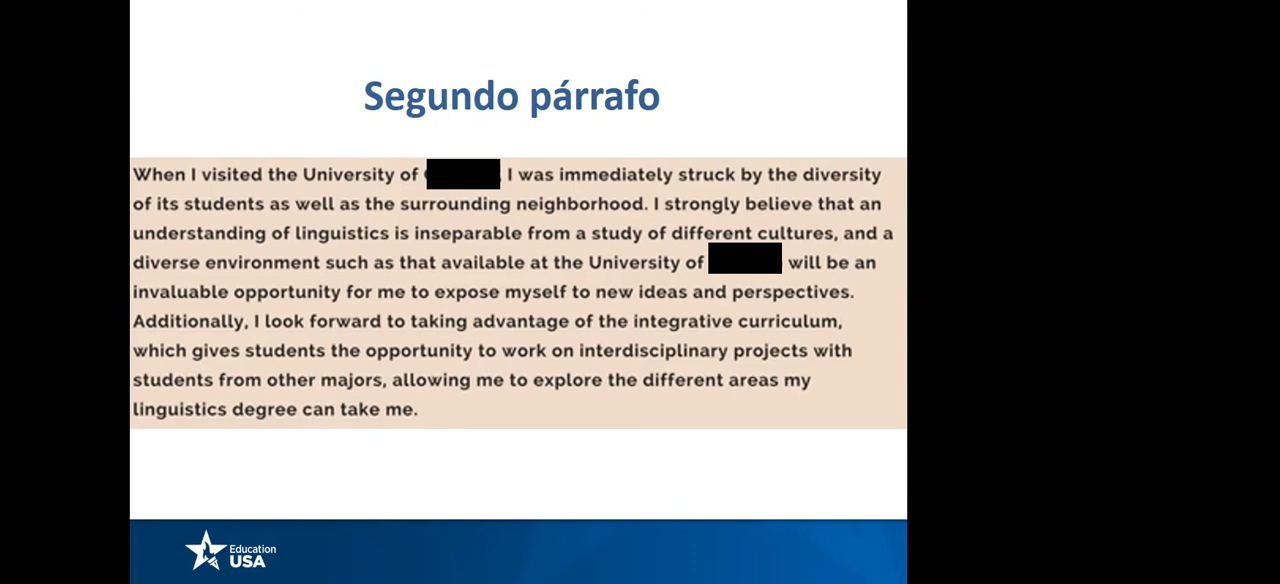 Segundo párrafo
When I visited the University of I was immediately struck by the diversity
of its students as well as the surrounding neighborhood. I strongly believe that an
understanding of linguistics is inseparable from a study of different cultures, and a
diverse environment such as that available at the University of will be an
invaluable opportunity for me to expose myself to new ideas and perspectives.
Additionally, I look forward to taking advantage of the integrative curriculum,
which gives students the opportunity to work on interdisciplinary projects with
students from other majors, allowing me to explore the different areas my
linguistics degree can take me.
Education
USA